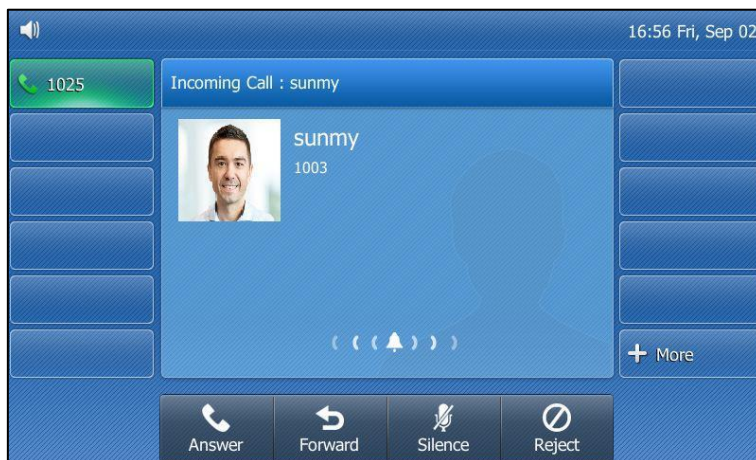 16:56 Fri, Sep 02
1025
Incoming Call : sunmy
sunmy
1003
More
Answer
Forward
Silence
Reject